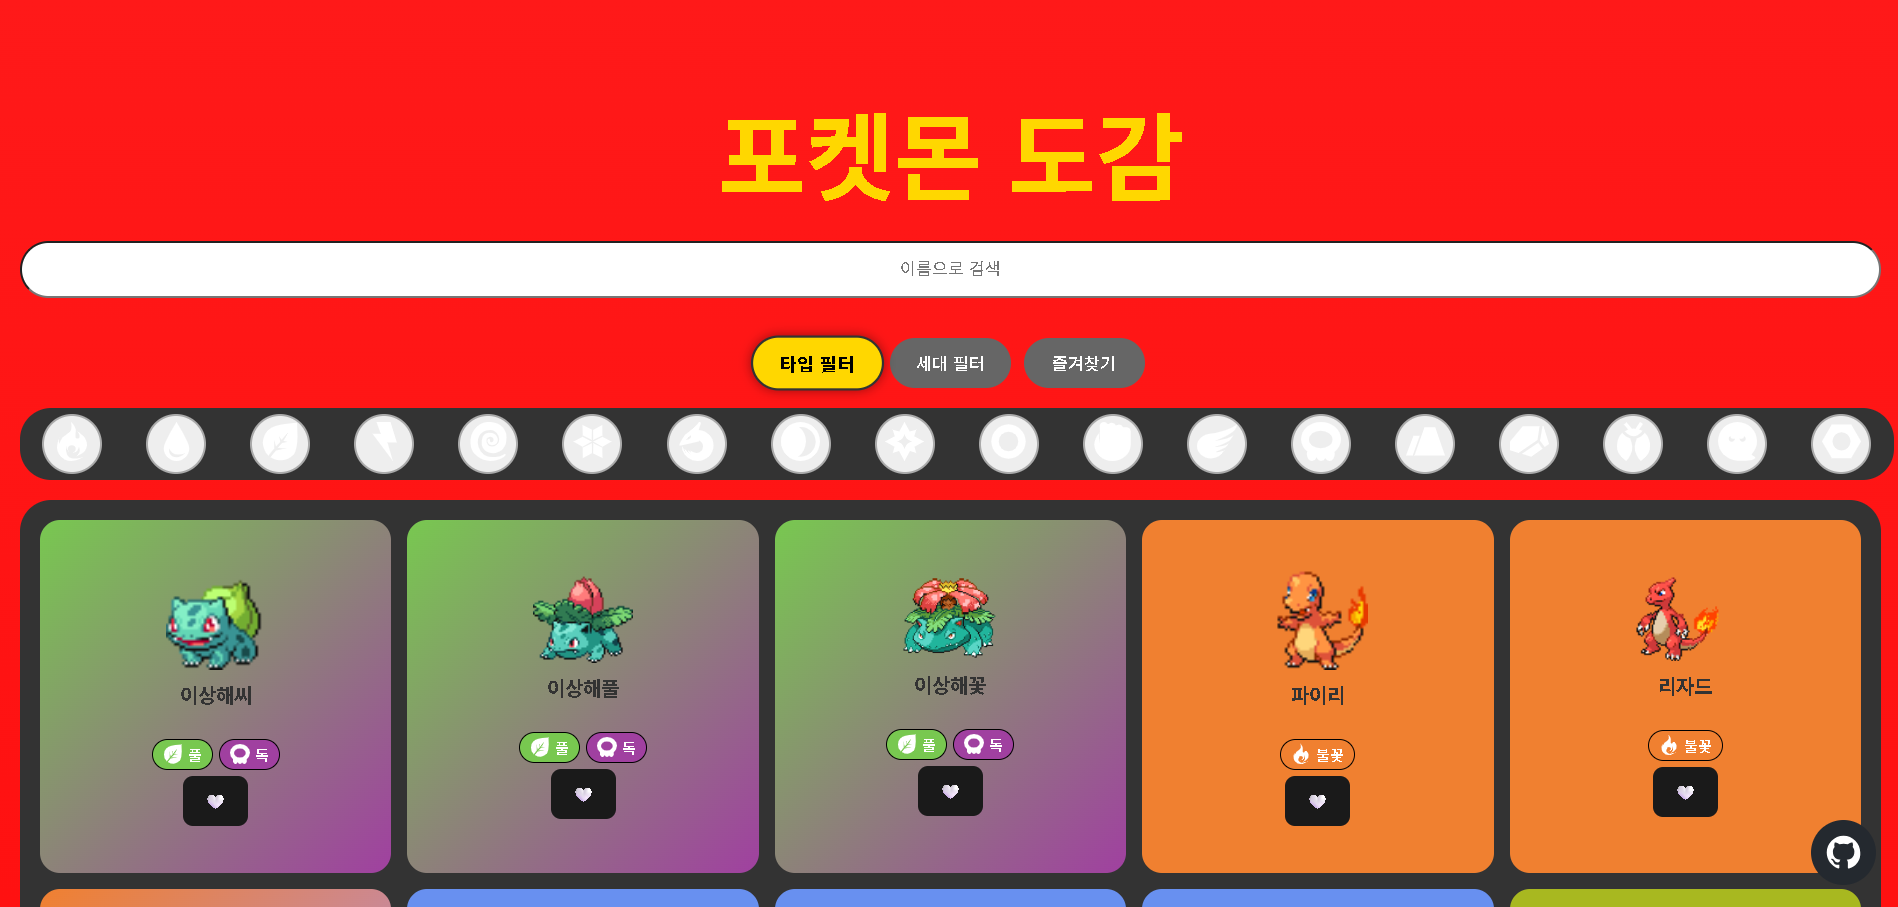 포켓몬 도감
이름으로 검색
타입 필터
세대 필터
즐겨찾기
이상해씨
풀
독
이상해풀
풀
독
이상해꽃
풀
독
파이리
불꽃
리자드
불꽃